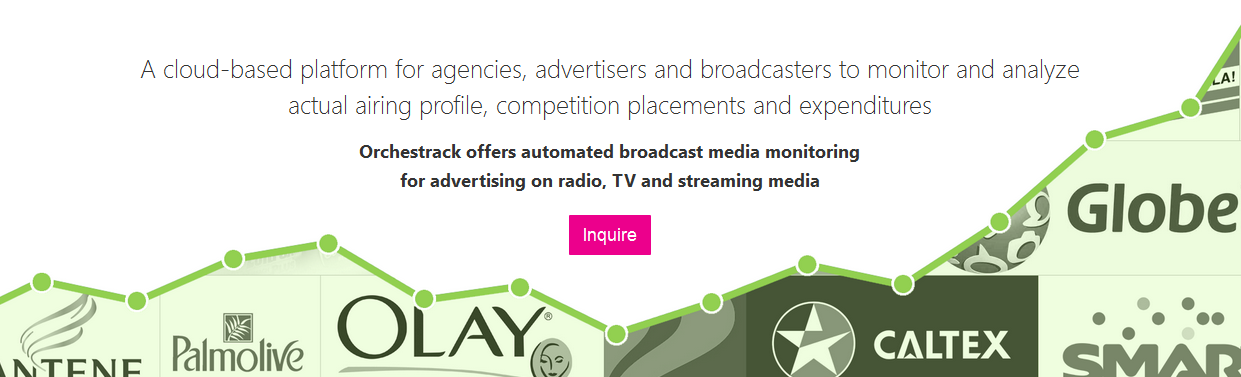 A cloud-based platform for agencies, advertisers and broadcasters to monitor and analyze
actual airing profile, competition placements and expenditures
Orchestrack offers automated broadcast media monitoring
for advertising on radio, TV and streaming media
Inquire
LA!
Globe
ANTENE
Palmolive
OLAY®
CALTEX
SMAR